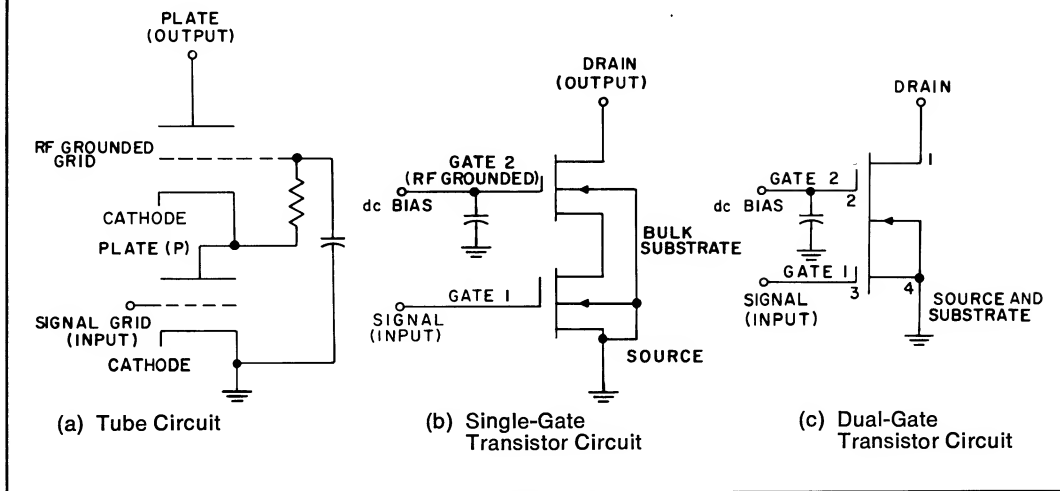 PLATE
(OUTPUT)
RF GROUNDED
GRID
CATHODE
PLATE (P)
SIGNAL GRID
(INPUT)
CATHODE
(a) Tube Circuit
DRAIN
(OUTPUT)
GATE 2
(RF GROUNDED)
dc BIAS
BULK
SUBSTRATE
GATE 1
SIGNAL
(INPUT)
SOURCE
(b) Single-Gate
Transistor Circuit
DRAIN
1
GATE 2
2
dc BIAS
GATE 1
3
4
SIGNAL
(INPUT)
SOURCE AND
SUBSTRATE
(c) Dual-Gate
Transistor Circuit